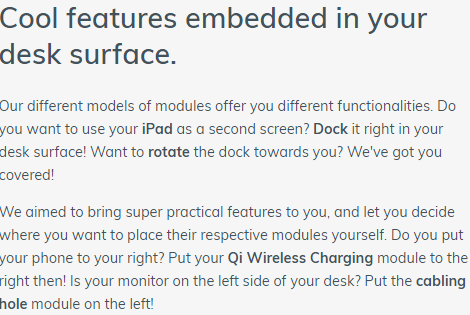 Cool features embedded in your
desk surface.
Our different models of modules offer you different functionalities. Do
you want to use your iPad as a second screen? Dock it right in your
desk surface! Want to rotate the dock towards you? We've got you
covered!
We aimed to bring super practical features to you, and let you decide
where you want to place their respective modules yourself. Do you put
your phone to your right? Put your Qi Wireless Charging module to the
right then! Is your monitor on the left side of your desk? Put the cabling
hole module on the left!